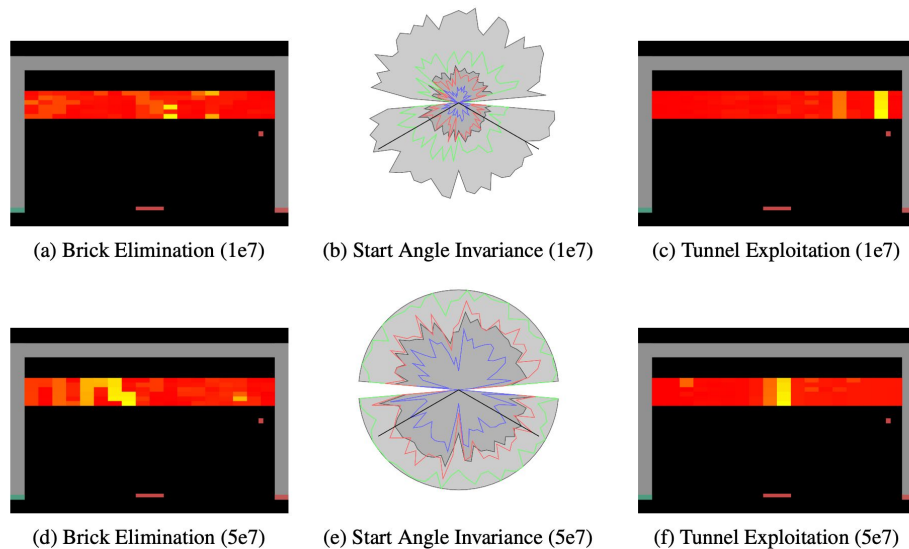 (a) Brick Elimination (1e7)
(b) Start Angle Invariance (1e7)
(c) Tunnel Exploitation (1e7)
(d) Brick Elimination (5e7)
(e) Start Angle Invariance (5e7)
(f) Tunnel Exploitation (5e7)